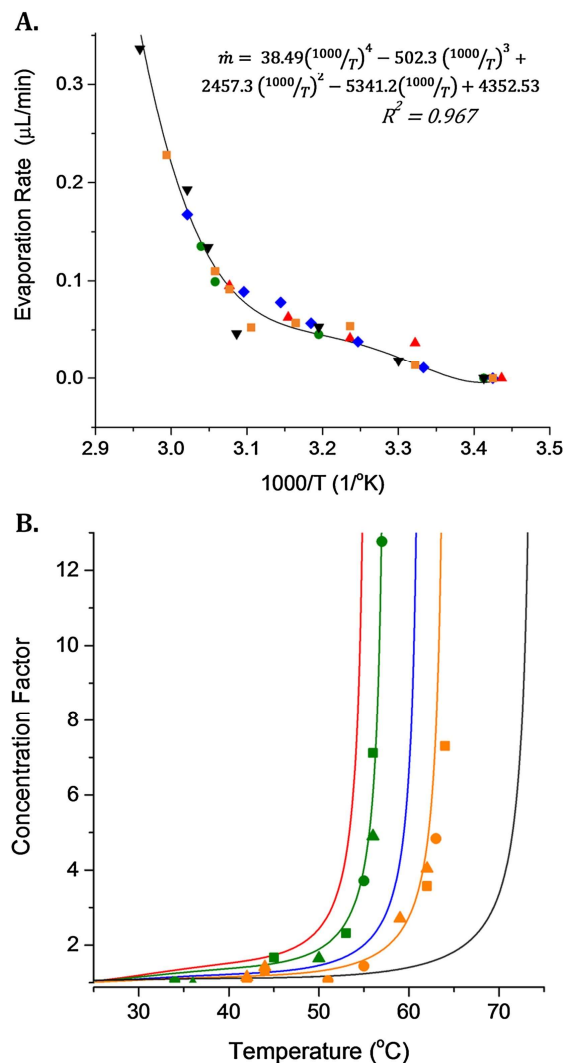 A.
ṁ = 38.49(1000/T)^4 − 502.3 (1000/T)^3 +
2457.3 (1000/T)^2 − 5341.2(1000/T) + 4352.53
R^2 = 0.967
Evaporation Rate (μL/min)
0.3
0.2
0.1
0.0
2.9 3.0 3.1 3.2 3.3 3.4 3.5
1000/T (1/°K)
B.
Concentration Factor
12
10
8
6
4
2
30 40 50 60 70
Temperature (°C)